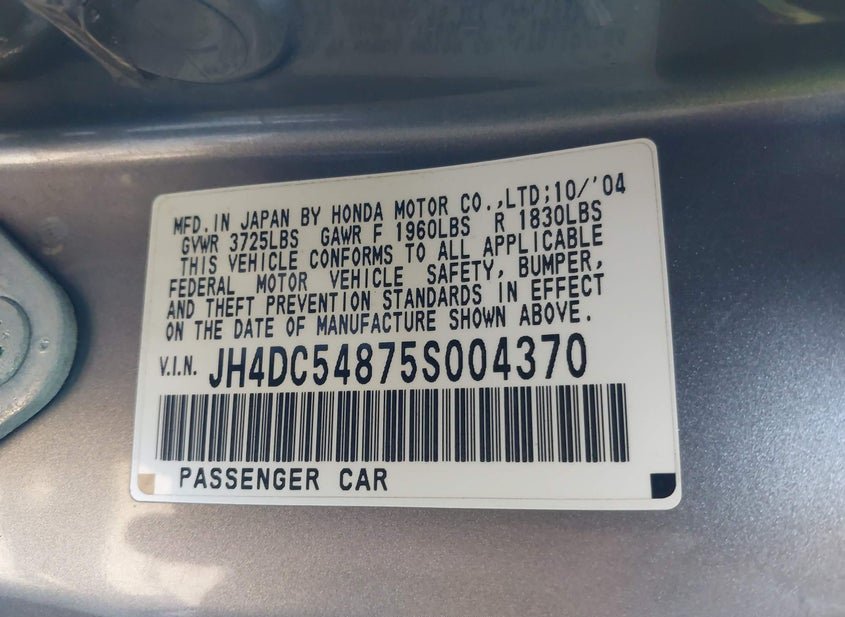 MFD. IN JAPAN BY HONDA MOTOR CO.,LTD;10/'04
GVWR 3725LBS GAWR F 1960LBS R 1830LBS
THIS VEHICLE CONFORMS TO ALL APPLICABLE
FEDERAL MOTOR VEHICLE SAFETY, BUMPER,
AND THEFT PREVENTION STANDARDS IN EFFECT
ON THE DATE OF MANUFACTURE SHOWN ABOVE.
V.I.N. JH4DC54875S004370
PASSENGER CAR